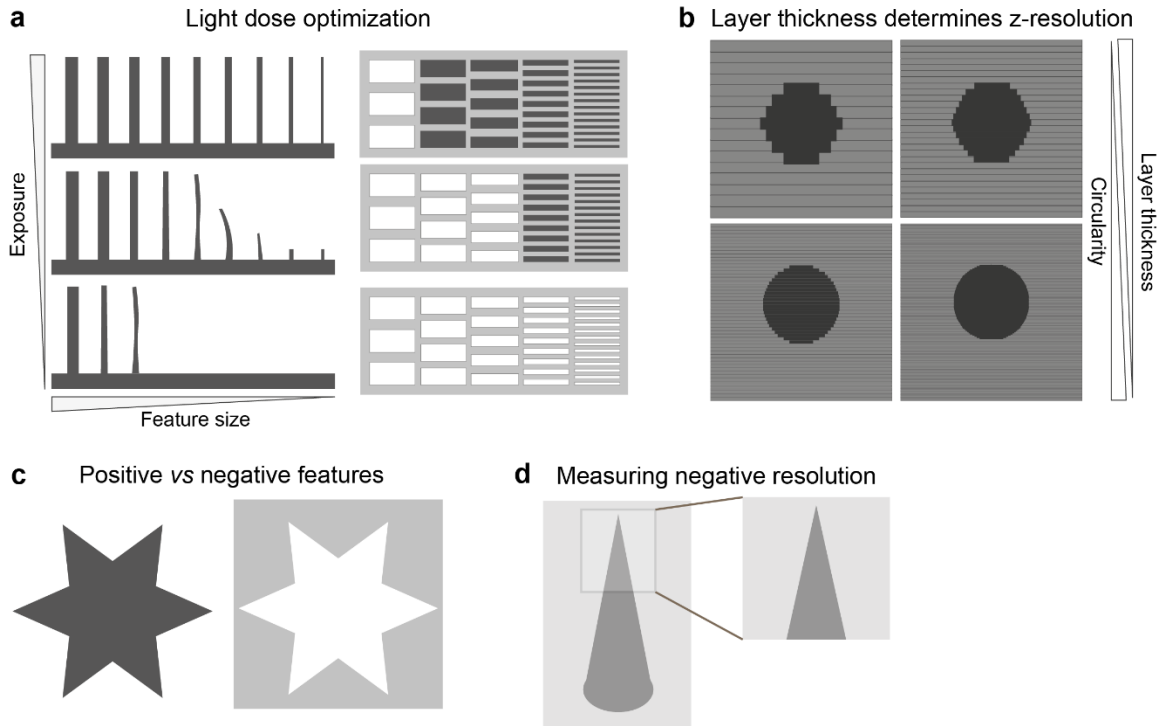 a Light dose optimization
Exposure
Feature size
b Layer thickness determines z-resolution
Circularity
Layer thickness
c Positive vs negative features
d Measuring negative resolution